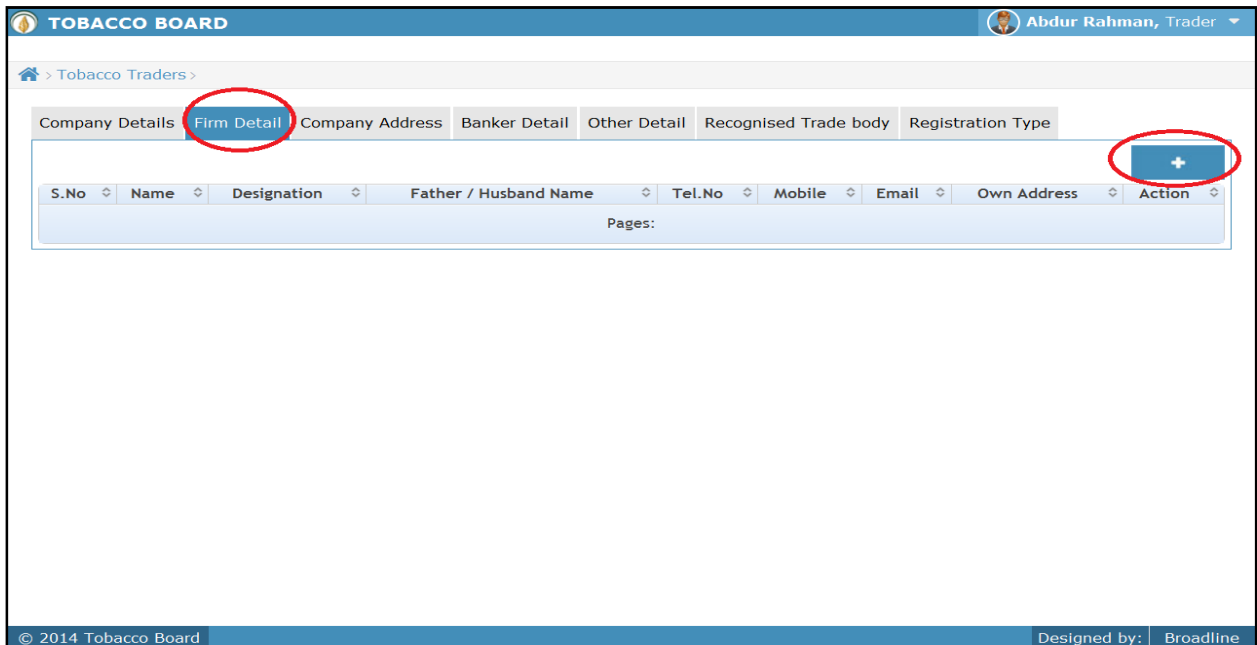 TOBACCO BOARD
Abdur Rahman, Trader
> Tobacco Traders >
Company Details Firm Detail Company Address Banker Detail Other Detail Recognised Trade body Registration Type
+
S.No Name Designation Father / Husband Name Tel.No Mobile Email Own Address Action
Pages:
© 2014 Tobacco Board Designed by: Broadline